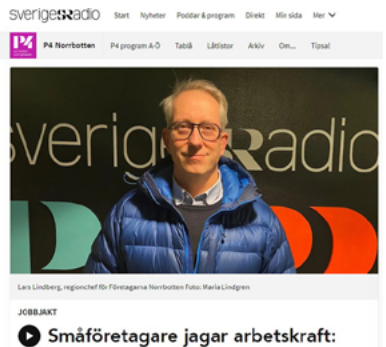 sverigesradio Start Nyheter Poddar & program Direkt Min sida Mer
P4 P4 Norrbotten P4 program A-Ö Tablå Låtlistor Arkiv Om... Tipsa!
sverigesradio
Lars Lindberg, regionchef för Företagarna Norrbotten Foto: Maria Lindgren
JOBBJAKT
Småföretagare jagar arbetskraft: